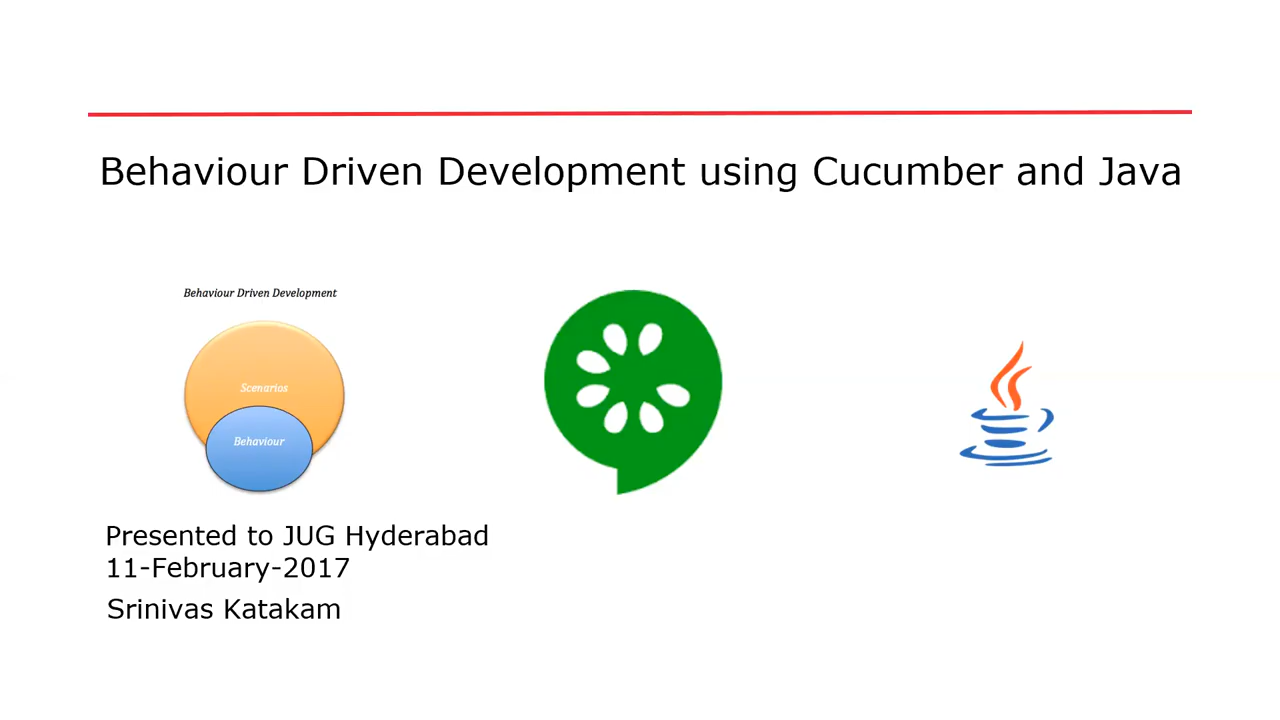 Behaviour Driven Development using Cucumber and Java
Behaviour Driven Development
Scenarios
Behaviour
Presented to JUG Hyderabad
11-February-2017
Srinivas Katakam